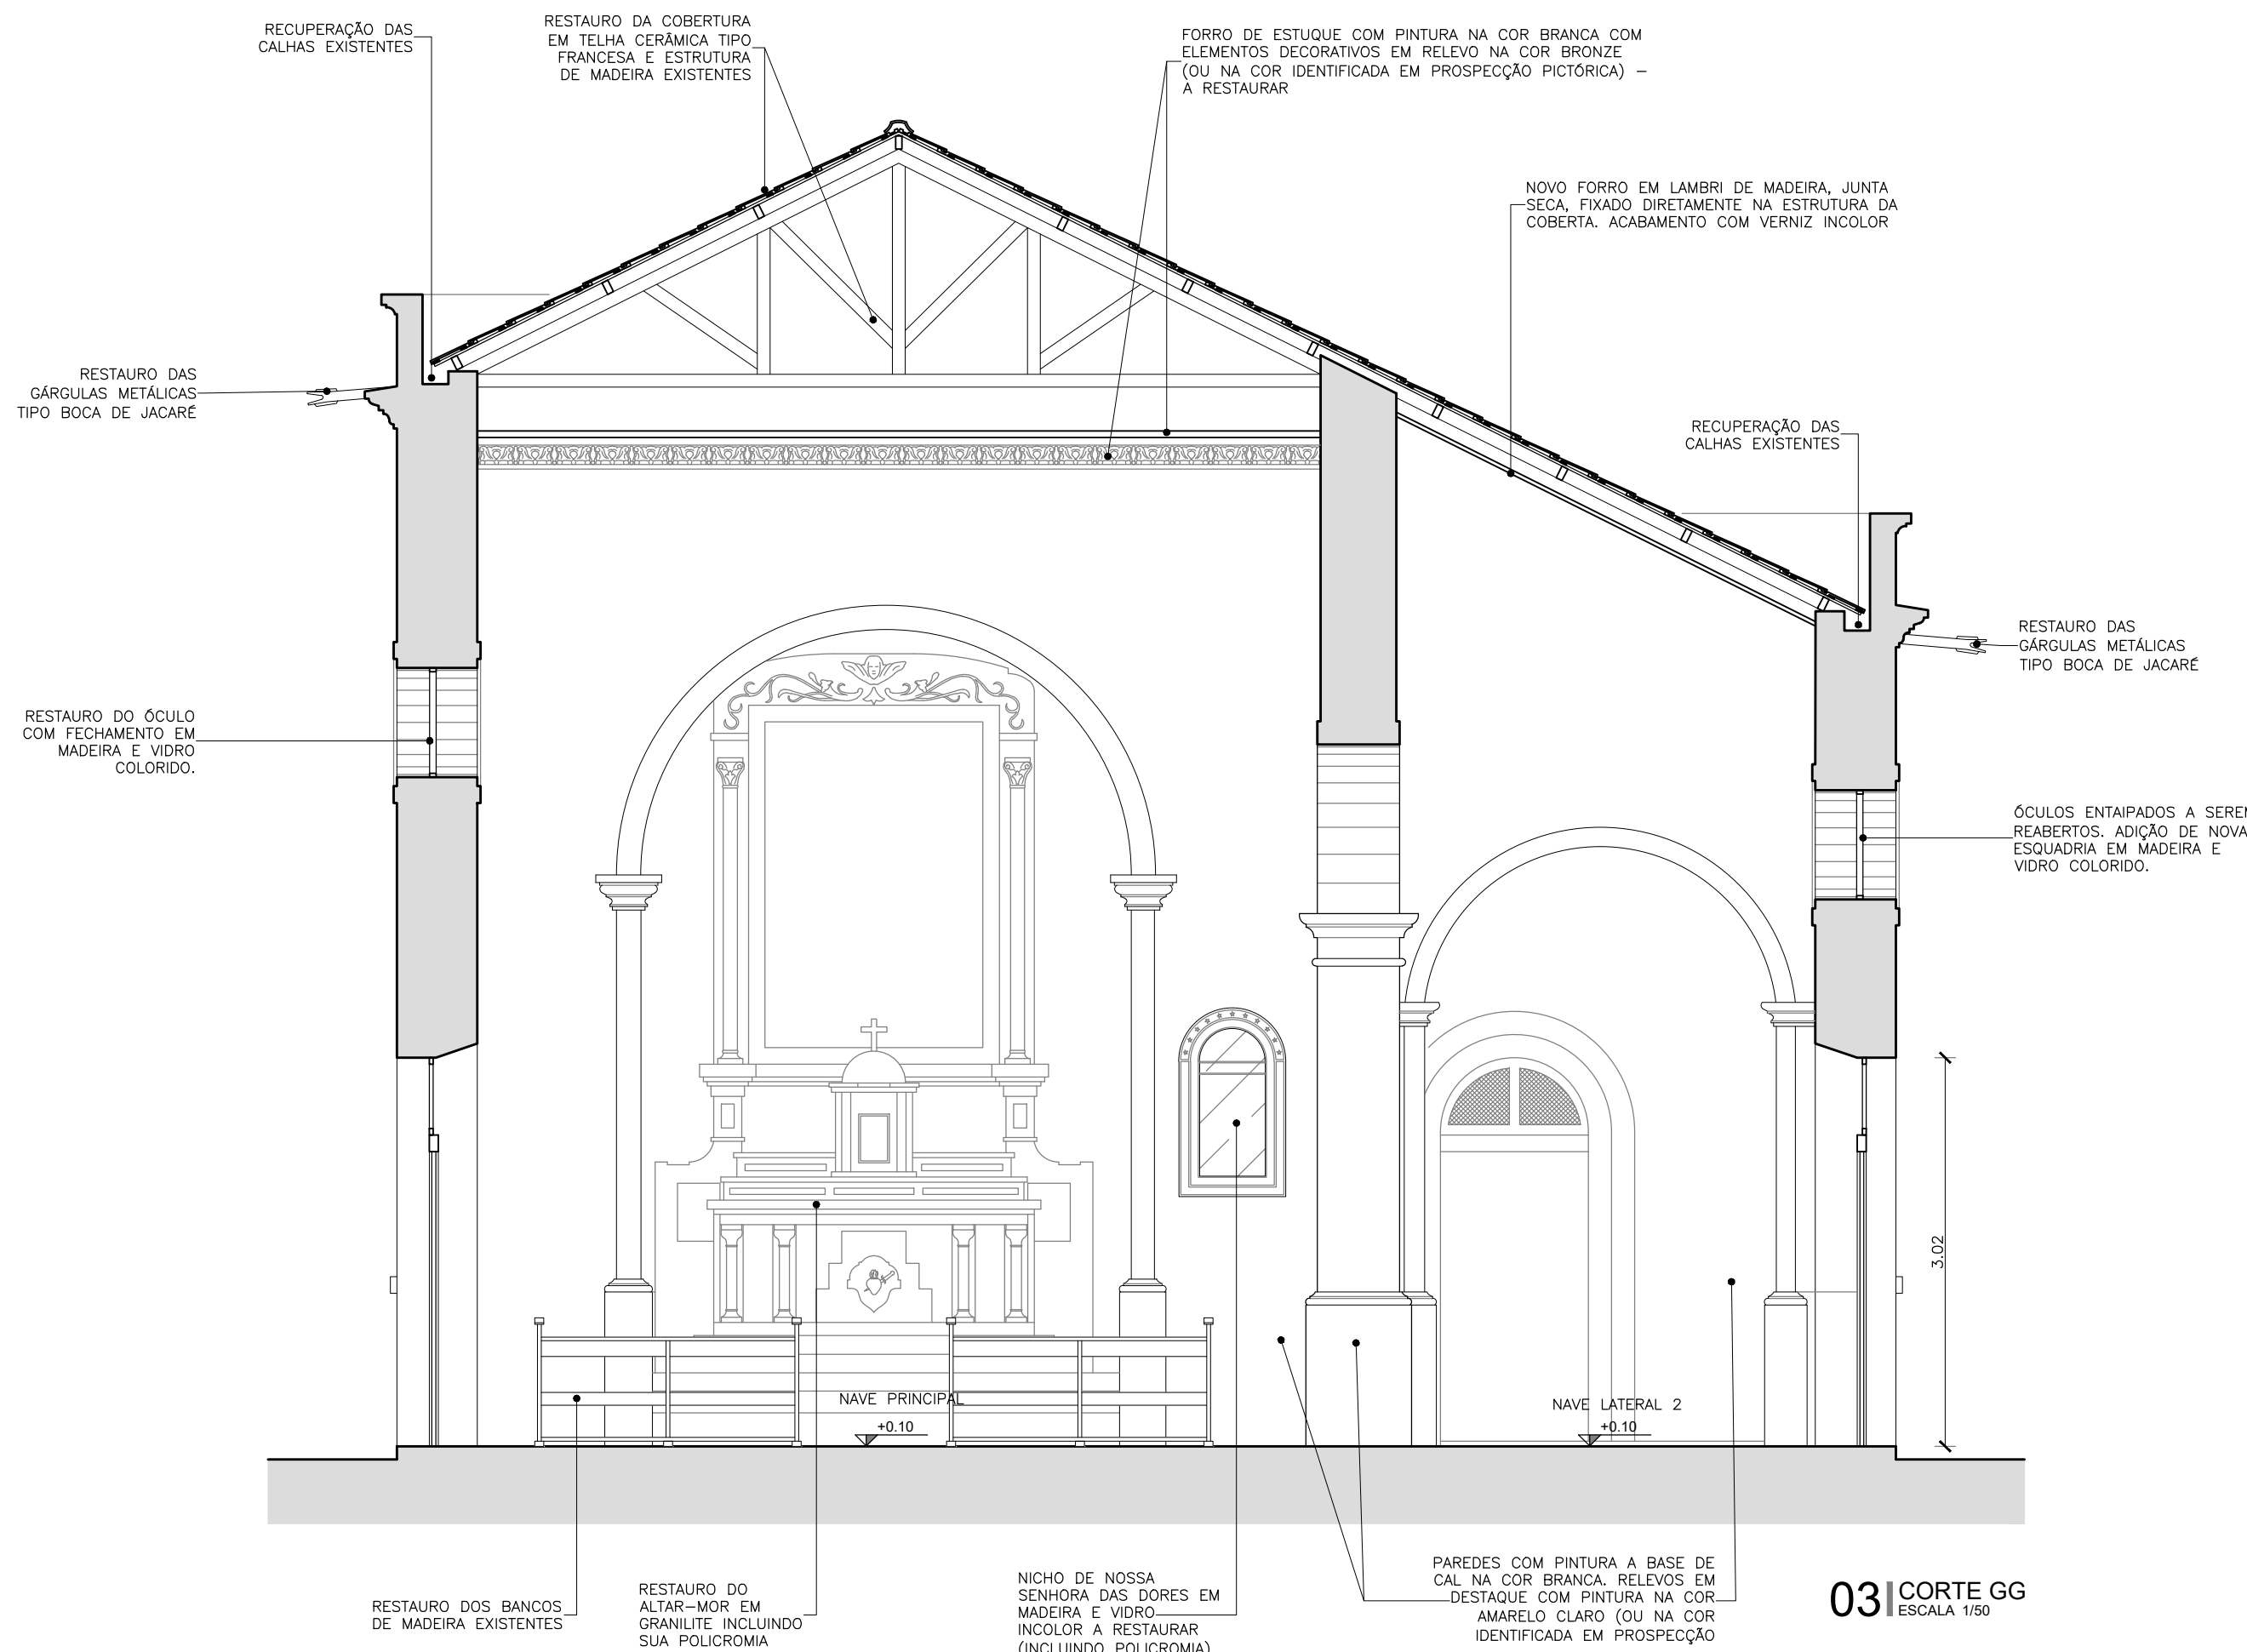 RECUPERAÇÃO DAS
CALHAS EXISTENTES
RESTAURO DA COBERTURA
EM TELHA CERÂMICA TIPO
FRANCESA E ESTRUTURA
DE MADEIRA EXISTENTES
FORRO DE ESTUQUE COM PINTURA NA COR BRANCA COM
ELEMENTOS DECORATIVOS EM RELEVO NA COR BRONZE
(OU NA COR IDENTIFICADA EM PROSPECÇÃO PICTÓRICA) –
A RESTAURAR
NOVO FORRO EM LAMBRI DE MADEIRA, JUNTA
SECA, FIXADO DIRETAMENTE NA ESTRUTURA DA
COBERTA. ACABAMENTO COM VERNIZ INCOLOR
RESTAURO DAS
GÁRGULAS METÁLICAS
TIPO BOCA DE JACARÉ
RECUPERAÇÃO DAS
CALHAS EXISTENTES
RESTAURO DAS
GÁRGULAS METÁLICAS
TIPO BOCA DE JACARÉ
RESTAURO DO ÓCULO
COM FECHAMENTO EM
MADEIRA E VIDRO
COLORIDO.
ÓCULOS ENTAIPADOS A SEREM
REABERTOS. ADIÇÃO DE NOVA
ESQUADRIA EM MADEIRA E
VIDRO COLORIDO.
3.02
NAVE PRINCIPAL
+0.10
NAVE LATERAL 2
+0.10
RESTAURO DOS BANCOS
DE MADEIRA EXISTENTES
RESTAURO DO
ALTAR–MOR EM
GRANILITE INCLUINDO
SUA POLICROMIA
NICHO DE NOSSA
SENHORA DAS DORES EM
MADEIRA E VIDRO
INCOLOR A RESTAURAR
(INCLUINDO POLICROMIA)
PAREDES COM PINTURA A BASE DE
CAL NA COR BRANCA. RELEVOS EM
DESTAQUE COM PINTURA NA COR
AMARELO CLARO (OU NA COR
IDENTIFICADA EM PROSPECÇÃO
03 CORTE GG
ESCALA 1/50